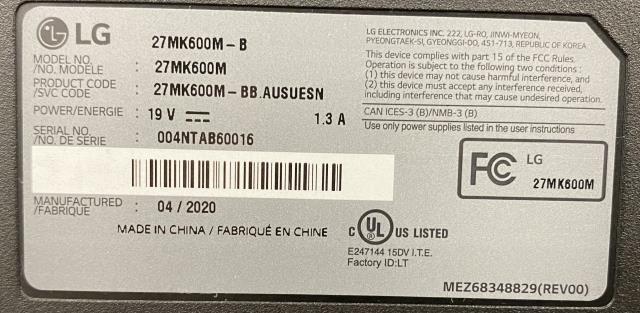 LG
27MK600M-B
MODEL NO. /NO. MODÈLE : 27MK600M
PRODUCT CODE /SVC CODE : 27MK600M-BB.AUSUESN
POWER/ENERGIE : 19 V 1.3 A
SERIAL NO. /NO. DE SÉRIE : 004NTAB60016
MANUFACTURED /FABRIQUÉ : 04 / 2020
MADE IN CHINA / FABRIQUÉ EN CHINE
LG ELECTRONICS INC. 222, LG-RO, JINWI-MYEON,
PYEONGTAEK-SI, GYEONGGI-DO, 451-713, REPUBLIC OF KOREA
This device complies with part 15 of the FCC Rules.
Operation is subject to the following two conditions :
(1) this device may not cause harmful interference, and
(2) this device must accept any interference received,
including interference that may cause undesired operation.
CAN ICES-3 (B)/NMB-3 (B)
Use only power supplies listed in the user instructions
FC LG
27MK600M
C UL US LISTED
E247144 15DV I.T.E.
Factory ID:LT
MEZ68348829(REV00)